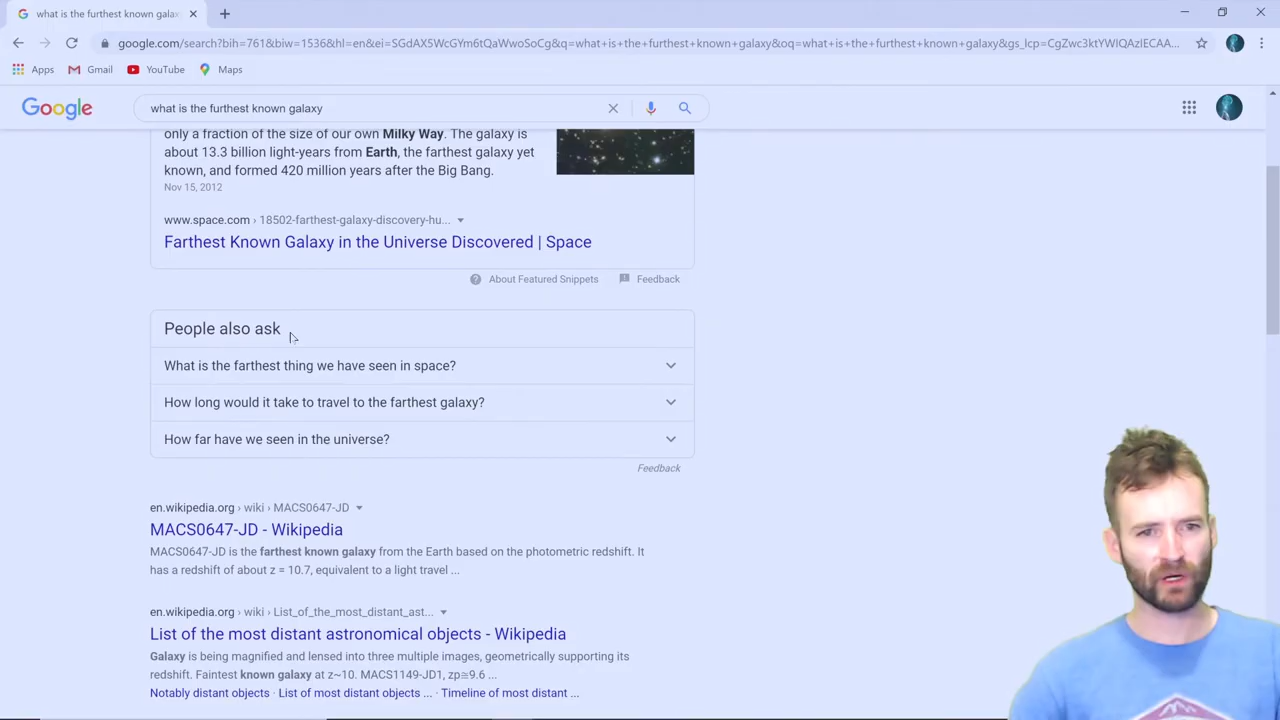 what is the furthest known galax
google.com/search?bih=761&biw=1536&hl=en&ei=SGdAX5WcGYm6tQaWwoSoCg&q=what+is+the+furthest+known+galaxy&oq=what+is+the+furthest+known+galaxy&gs_lcp=CgZwc3ktYWIQAzIECAA...
Apps Gmail YouTube Maps
Google what is the furthest known galaxy
only a fraction of the size of our own Milky Way. The galaxy is
about 13.3 billion light-years from Earth, the farthest galaxy yet
known, and formed 420 million years after the Big Bang.
Nov 15, 2012
www.space.com › 18502-farthest-galaxy-discovery-hu...
Farthest Known Galaxy in the Universe Discovered | Space
About Featured Snippets Feedback
People also ask
What is the farthest thing we have seen in space?
How long would it take to travel to the farthest galaxy?
How far have we seen in the universe?
Feedback
en.wikipedia.org › wiki › MACS0647-JD
MACS0647-JD - Wikipedia
MACS0647-JD is the farthest known galaxy from the Earth based on the photometric redshift. It
has a redshift of about z = 10.7, equivalent to a light travel ...
en.wikipedia.org › wiki › List_of_the_most_distant_ast...
List of the most distant astronomical objects - Wikipedia
Galaxy is being magnified and lensed into three multiple images, geometrically supporting its
redshift. Faintest known galaxy at z~10. MACS1149-JD1, zp≅9.6 ...
Notably distant objects · List of most distant objects ... · Timeline of most distant ...